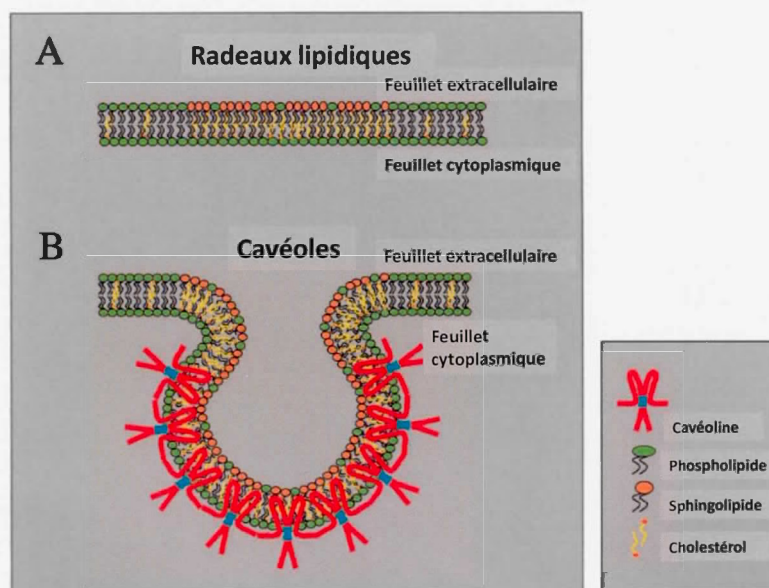 A
Radeaux lipidiques
Feuillet extracellulaire
Feuillet cytoplasmique
B
Cavéoles
Feuillet extracellulaire
Feuillet
cytoplasmique
Cavéoline
Phospholipide
Sphingolipide
Cholestérol